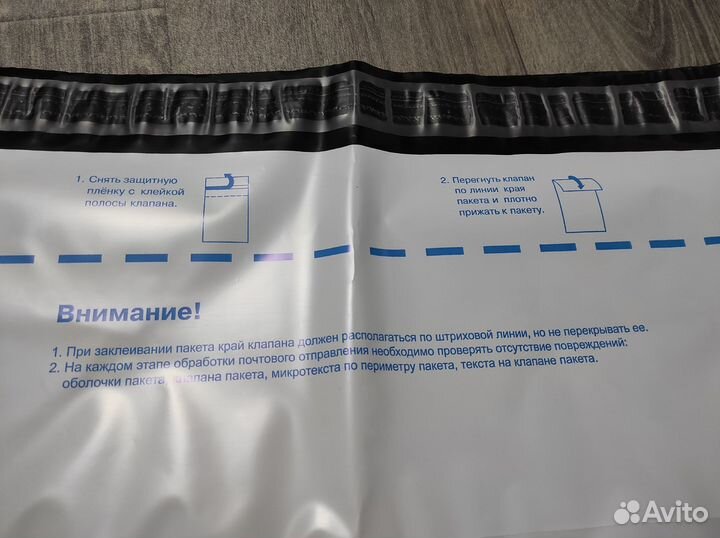 1. Снять защитную
плёнку с клейкой
полосы клапана.
2. Перегнуть клапан
по линии края
пакета и плотно
прижать к пакету.
Внимание!
1. При заклеивании пакета край клапана должен располагаться по штриховой линии, но не перекрывать ее.
2. На каждом этапе обработки почтового отправления необходимо проверять отсутствие повреждений:
оболочки пакета, клапана пакета, микротекста по периметру пакета, текста на клапане пакета.
Avito